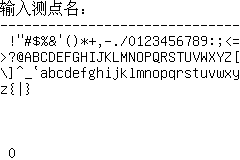 输入测点名：
--------------------------------
 !"#$%&'()*+,-./0123456789:;<=
>?@ABCDEFGHIJKLMNOPQRSTUVWXYZ[
\]^_`abcdefghijklmnopqrstuvwxy
z{|}
0